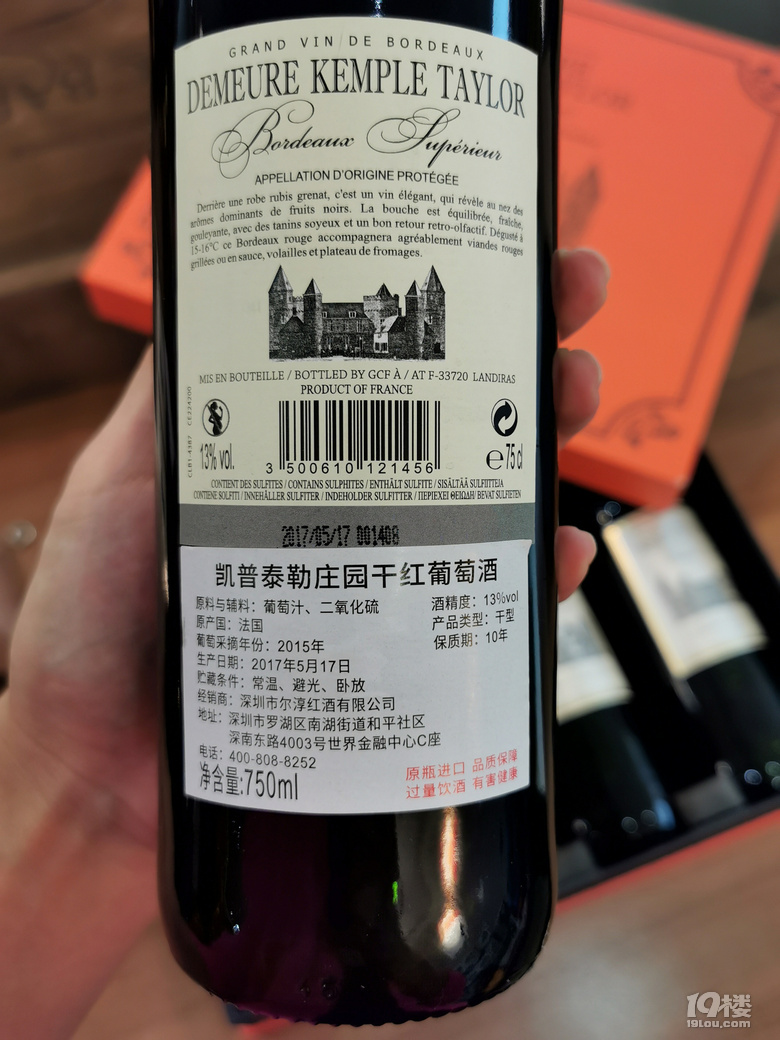 GRAND VIN DE BORDEAUX
DEMEURE KEMPLE TAYLOR
Bordeaux Supérieur
APPELLATION D'ORIGINE PROTÉGÉE
Derrière une robe rubis grenat, c'est un vin élégant, qui révèle au nez des
arômes dominants de fruits noirs. La bouche est équilibrée, fraîche,
gouleyante, avec des tanins soyeux et un bon retour retro-olfactif. Dégusté à
15-16°C ce Bordeaux rouge accompagnera agréablement viandes rouges
grillées ou en sauce, volailles et plateau de fromages.
MIS EN BOUTEILLE / BOTTLED BY GCF À / AT F-33720 LANDIRAS
PRODUCT OF FRANCE
13% vol.
3 500610 121456
℮ 75 cl
CONTIENT DES SULFITES / CONTAINS SULPHITES / ENTHÄLT SULFITE / SISÄLTÄÄ SULFIITTEJA
CONTIENE SOLFITI / INNEHÅLLER SULFITER / INDEHOLDER SULFITTER / ΠΕΡΙΕΧΕΙ ΘΕΙΩΔΗ / BEVAT SULFIETEN
2017/05/17 001408
凯普泰勒庄园干红葡萄酒
原料与辅料：葡萄汁、二氧化硫
酒精度：13%vol
原产国：法国
产品类型：干型
葡萄采摘年份：2015年
保质期：10年
生产日期：2017年5月17日
贮藏条件：常温、避光、卧放
经销商：深圳市尔淳红酒有限公司
地址：深圳市罗湖区南湖街道和平社区
深南东路4003号世界金融中心C座
电话：400-808-8252
净含量:750ml
原瓶进口 品质保障
过量饮酒 有害健康
19楼
19lou.com